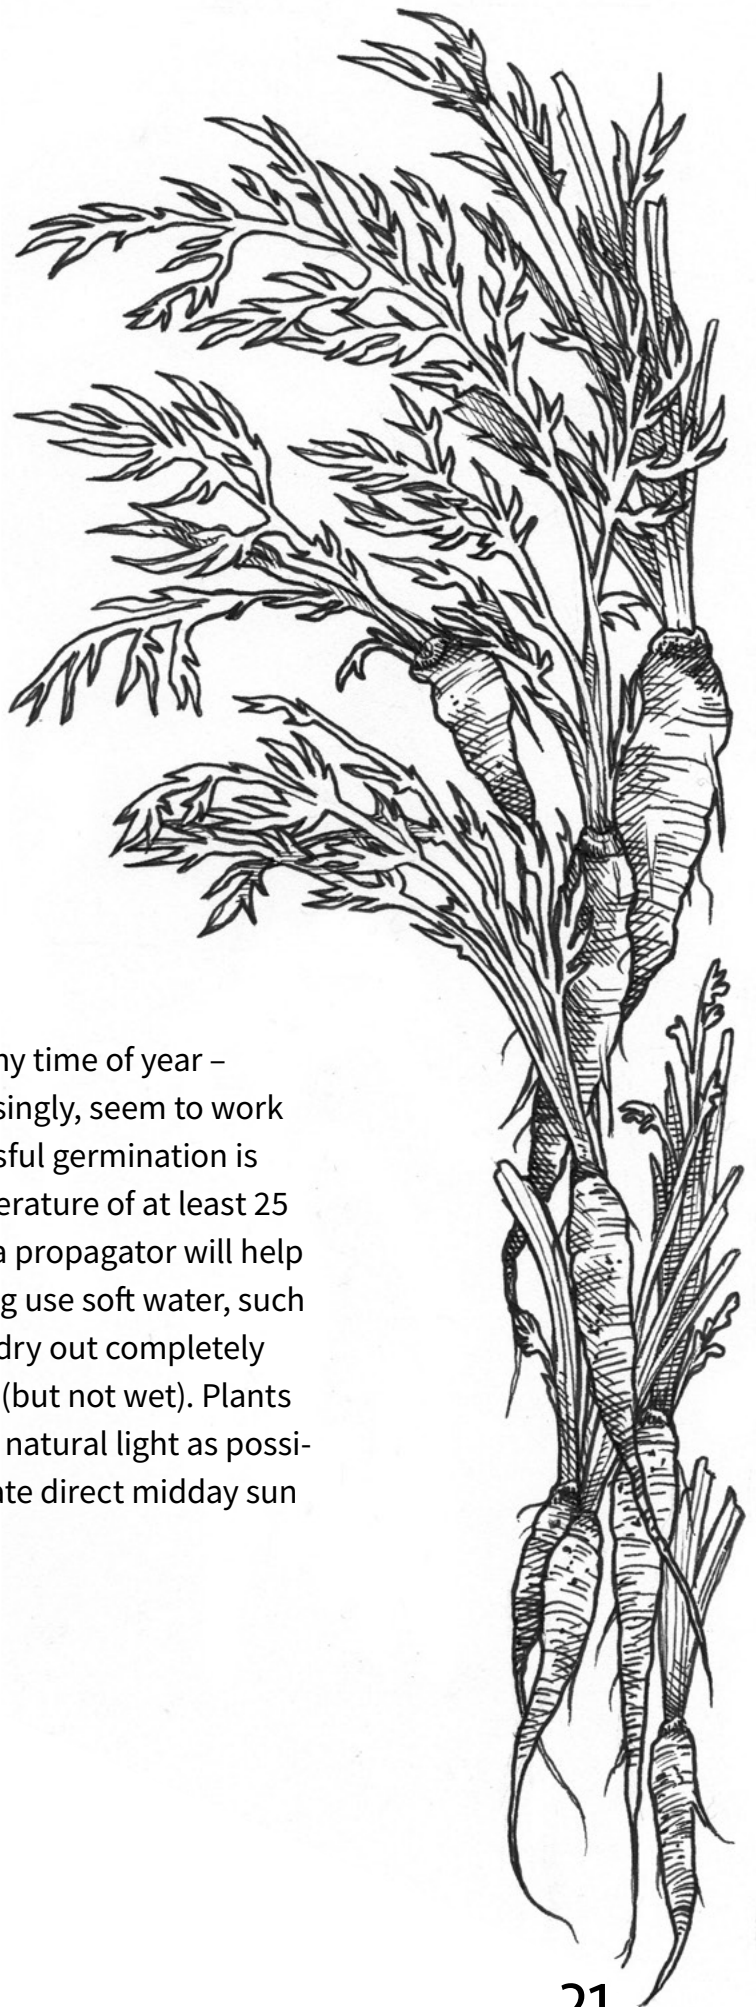 ny time of year –
singly, seem to work
sful germination is
erature of at least 25
a propagator will help
g use soft water, such
dry out completely
(but not wet). Plants
natural light as possi-
te direct midday sun
21